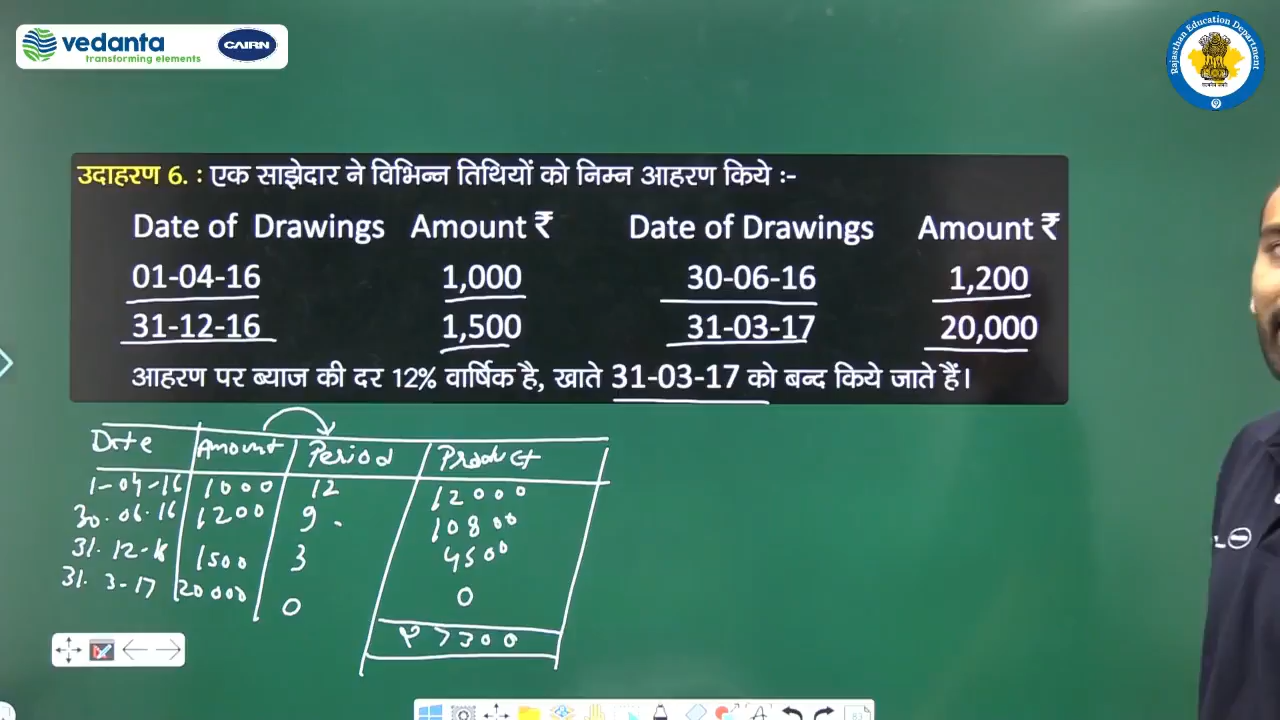 vedanta
transforming elements
CAIRN
Rajasthan Education Department
उदाहरण 6. : एक साझेदार ने विभिन्न तिथियों को निम्न आहरण किये :-
Date of Drawings Amount ₹ Date of Drawings Amount ₹
01-04-16 1,000 30-06-16 1,200
31-12-16 1,500 31-03-17 20,000
आहरण पर ब्याज की दर 12% वार्षिक है, खाते 31-03-17 को बन्द किये जाते हैं।
Date Amount Period Product
1-04-16 1000 12 12000
30.06.16 1200 9 10800
31.12-16 1500 3 4500
31.3-17 20000 0 0
27300